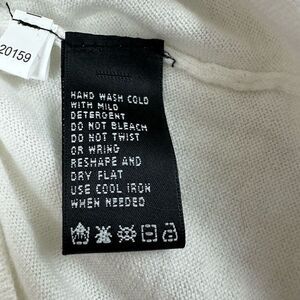 20159
HAND WASH COLD
WITH MILD
DETERGENT
DO NOT BLEACH
DO NOT TWIST
OR WRING
RESHAPE AND
DRY FLAT
USE COOL IRON
WHEN NEEDED